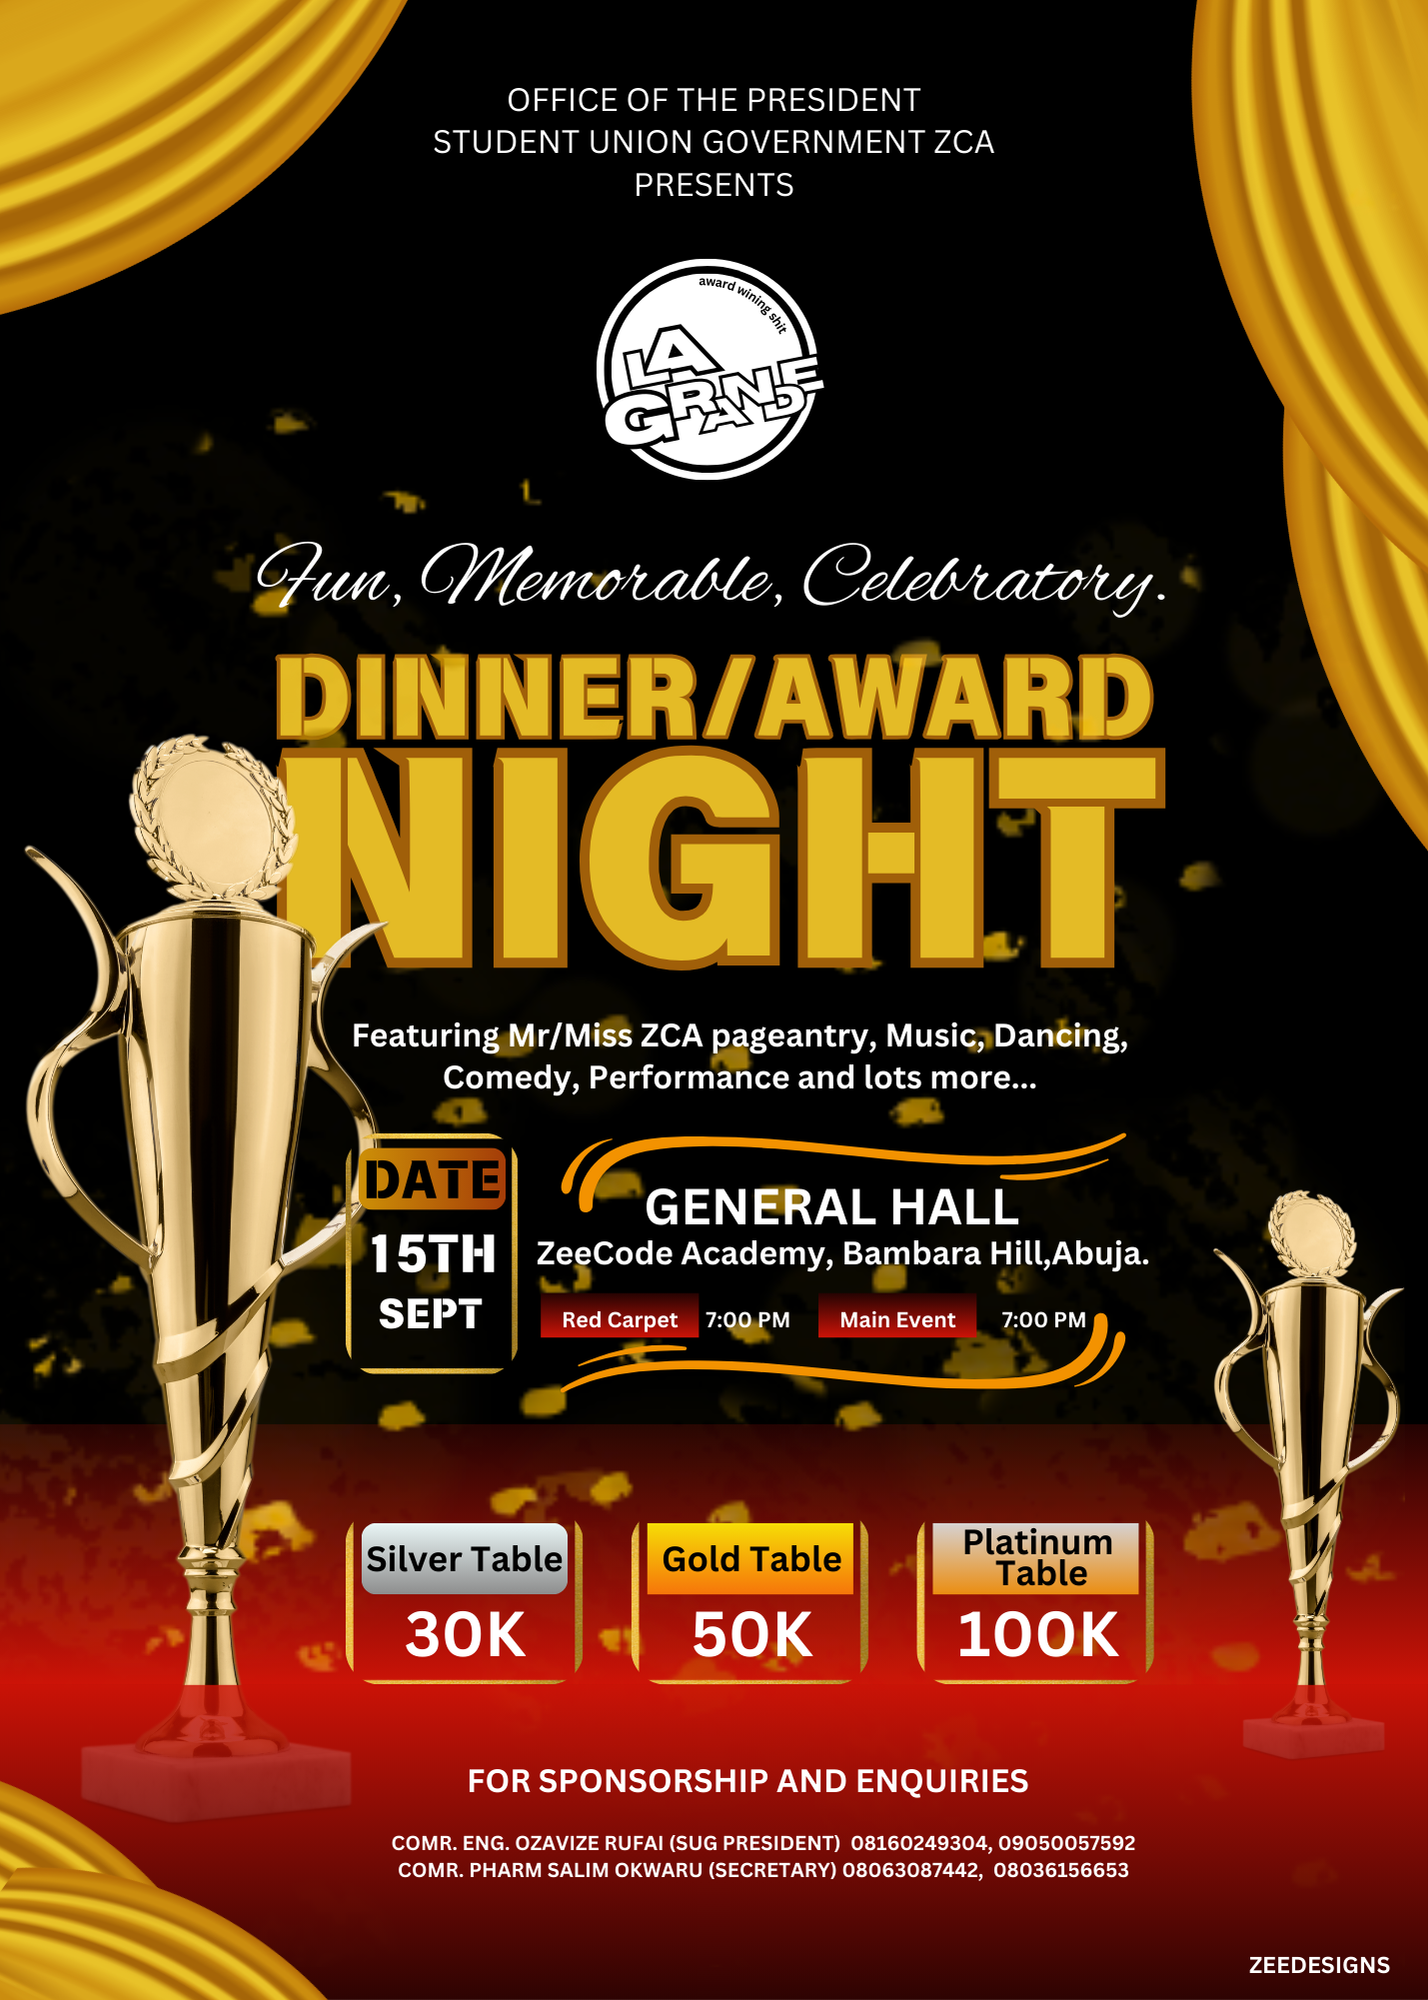 OFFICE OF THE PRESIDENT
STUDENT UNION GOVERNMENT ZCA
PRESENTS
award wining shit
LA
GRANDE
Fun, Memorable, Celebratory.
DINNER/AWARD
NIGHT
Featuring Mr/Miss ZCA pageantry, Music, Dancing,
Comedy, Performance and lots more...
DATE
15TH
SEPT
GENERAL HALL
ZeeCode Academy, Bambara Hill,Abuja.
Red Carpet 7:00 PM Main Event 7:00 PM
Silver Table
30K
Gold Table
50K
Platinum
Table
100K
FOR SPONSORSHIP AND ENQUIRIES
COMR. ENG. OZAVIZE RUFAI (SUG PRESIDENT) 08160249304, 09050057592
COMR. PHARM SALIM OKWARU (SECRETARY) 08063087442, 08036156653
ZEEDESIGNS